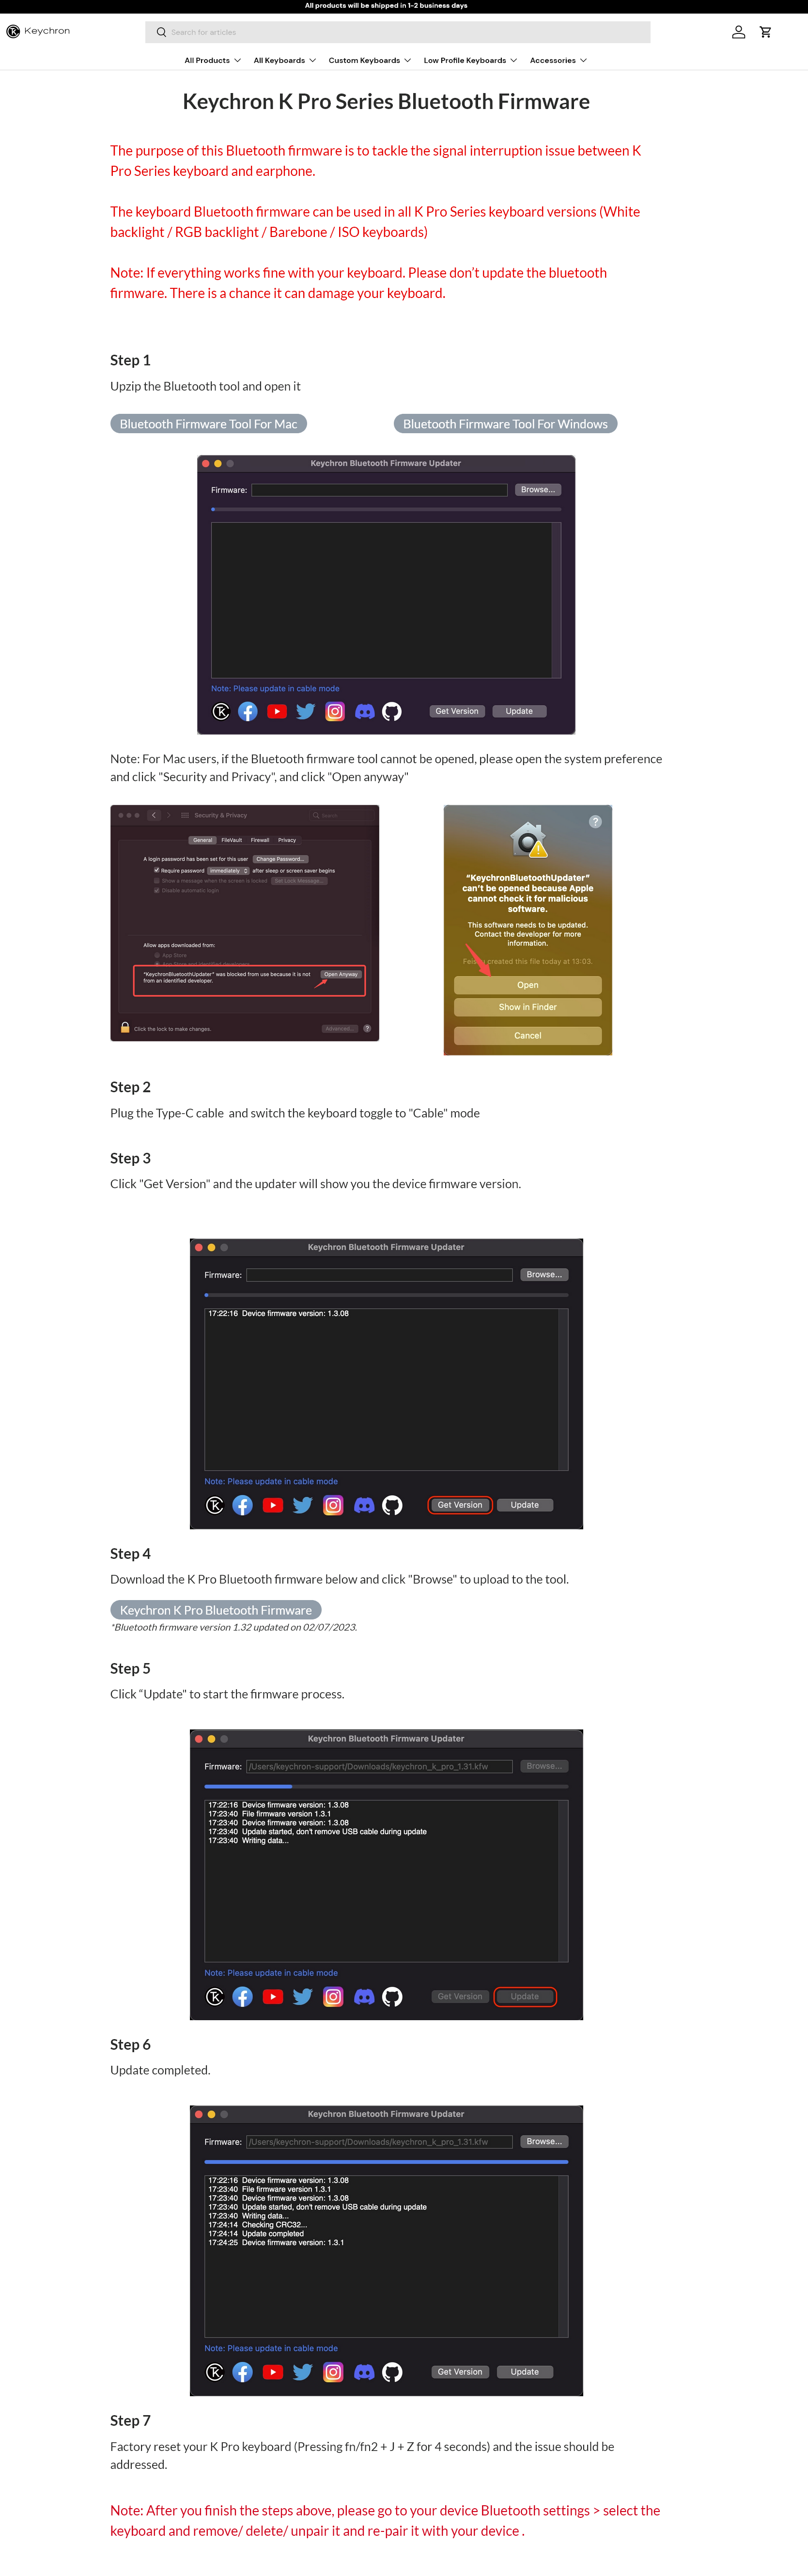 All products will be shipped in 1-2 business days
Keychron
Search for articles
All Products
All Keyboards
Custom Keyboards
Low Profile Keyboards
Accessories
Keychron K Pro Series Bluetooth Firmware
The purpose of this Bluetooth firmware is to tackle the signal interruption issue between K
Pro Series keyboard and earphone.
The keyboard Bluetooth firmware can be used in all K Pro Series keyboard versions (White
backlight / RGB backlight / Barebone / ISO keyboards)
Note: If everything works fine with your keyboard. Please don’t update the bluetooth
firmware. There is a chance it can damage your keyboard.
Step 1
Upzip the Bluetooth tool and open it
Bluetooth Firmware Tool For Mac
Bluetooth Firmware Tool For Windows
Keychron Bluetooth Firmware Updater
Firmware:
Browse...
Note: Please update in cable mode
Get Version
Update
Note: For Mac users, if the Bluetooth firmware tool cannot be opened, please open the system preference
and click "Security and Privacy", and click "Open anyway"
Security & Privacy
Search
General
FileVault
Firewall
Privacy
A login password has been set for this user
Change Password...
Require password
immediately
after sleep or screen saver begins
Show a message when the screen is locked
Set Lock Message...
Disable automatic login
Allow apps downloaded from:
App Store
App Store and identified developers
"KeychronBluetoothUpdater" was blocked from use because it is not
from an identified developer.
Open Anyway
Click the lock to make changes.
Advanced...
?
?
“KeychronBluetoothUpdater”
can’t be opened because Apple
cannot check it for malicious
software.
This software needs to be updated.
Contact the developer for more
information.
created this file today at 13:03.
Open
Show in Finder
Cancel
Step 2
Plug the Type-C cable  and switch the keyboard toggle to "Cable" mode
Step 3
Click "Get Version" and the updater will show you the device firmware version.
Keychron Bluetooth Firmware Updater
Firmware:
Browse...
17:22:16 Device firmware version: 1.3.08
Note: Please update in cable mode
Get Version
Update
Step 4
Download the K Pro Bluetooth firmware below and click "Browse" to upload to the tool.
Keychron K Pro Bluetooth Firmware
*Bluetooth firmware version 1.32 updated on 02/07/2023.
Step 5
Click “Update" to start the firmware process.
Keychron Bluetooth Firmware Updater
Firmware:
/Users/keychron-support/Downloads/keychron_k_pro_1.31.kfw
Browse...
17:22:16 Device firmware version: 1.3.08
17:23:40 File firmware version 1.3.1
17:23:40 Device firmware version: 1.3.08
17:23:40 Update started, don't remove USB cable during update
17:23:40 Writing data...
Note: Please update in cable mode
Get Version
Update
Step 6
Update completed.
Keychron Bluetooth Firmware Updater
Firmware:
/Users/keychron-support/Downloads/keychron_k_pro_1.31.kfw
Browse...
17:22:16 Device firmware version: 1.3.08
17:23:40 File firmware version 1.3.1
17:23:40 Device firmware version: 1.3.08
17:23:40 Update started, don't remove USB cable during update
17:23:40 Writing data...
17:24:14 Checking CRC32...
17:24:14 Update completed
17:24:25 Device firmware version: 1.3.1
Note: Please update in cable mode
Get Version
Update
Step 7
Factory reset your K Pro keyboard (Pressing fn/fn2 + J + Z for 4 seconds) and the issue should be
addressed.
Note: After you finish the steps above, please go to your device Bluetooth settings > select the
keyboard and remove/ delete/ unpair it and re-pair it with your device .